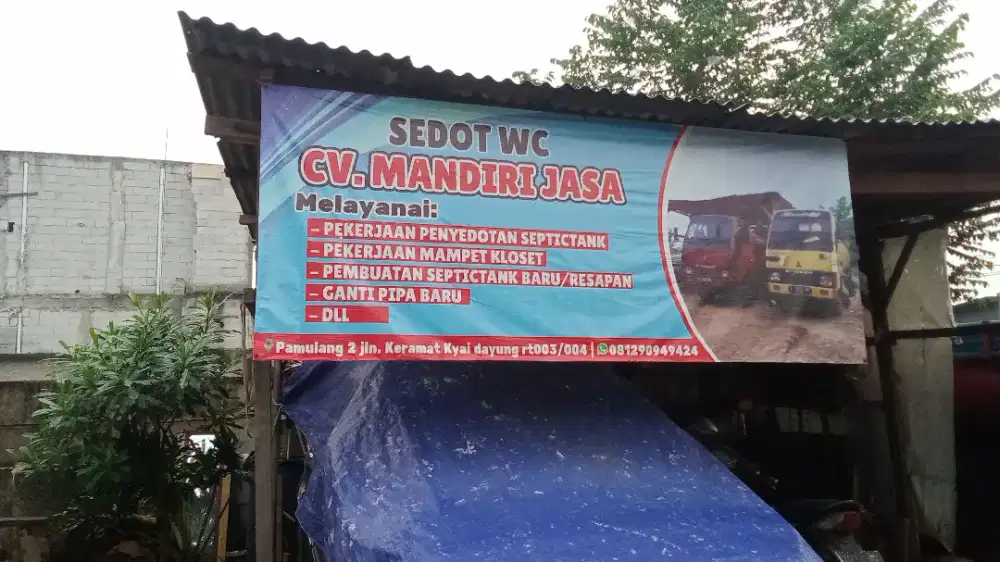 SEDOT WC
CV. MANDIRI JASA
Melayanai:
- PEKERJAAN PENYEDOTAN SEPTICTANK
- PEKERJAAN MAMPET KLOSET
- PEMBUATAN SEPTICTANK BARU/RESAPAN
- GANTI PIPA BARU
- DLL
Pamulang 2 jln. Keramat Kyai dayung rt003/004 | 081290949424